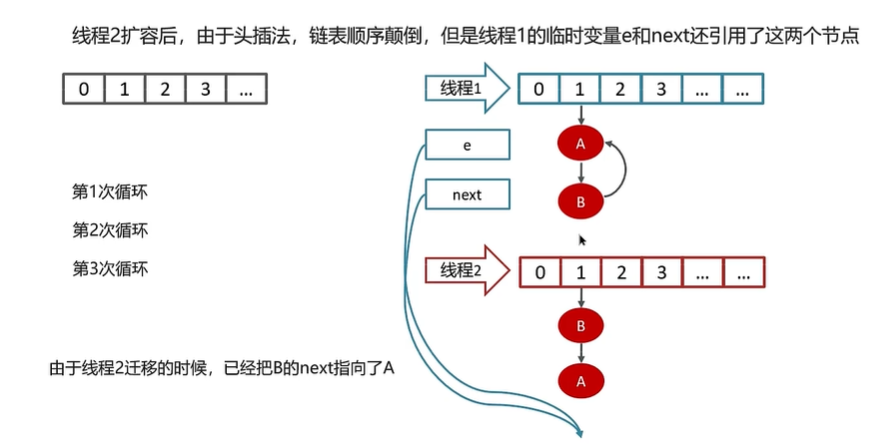 线程2扩容后，由于头插法，链表顺序颠倒，但是线程1的临时变量e和next还引用了这两个节点
0 1 2 3 ...
线程1 0 1 2 3 ... ...
e
A
第1次循环
next
B
第2次循环
第3次循环
线程2 0 1 2 3 ... ...
B
由于线程2迁移的时候，已经把B的next指向了A
A